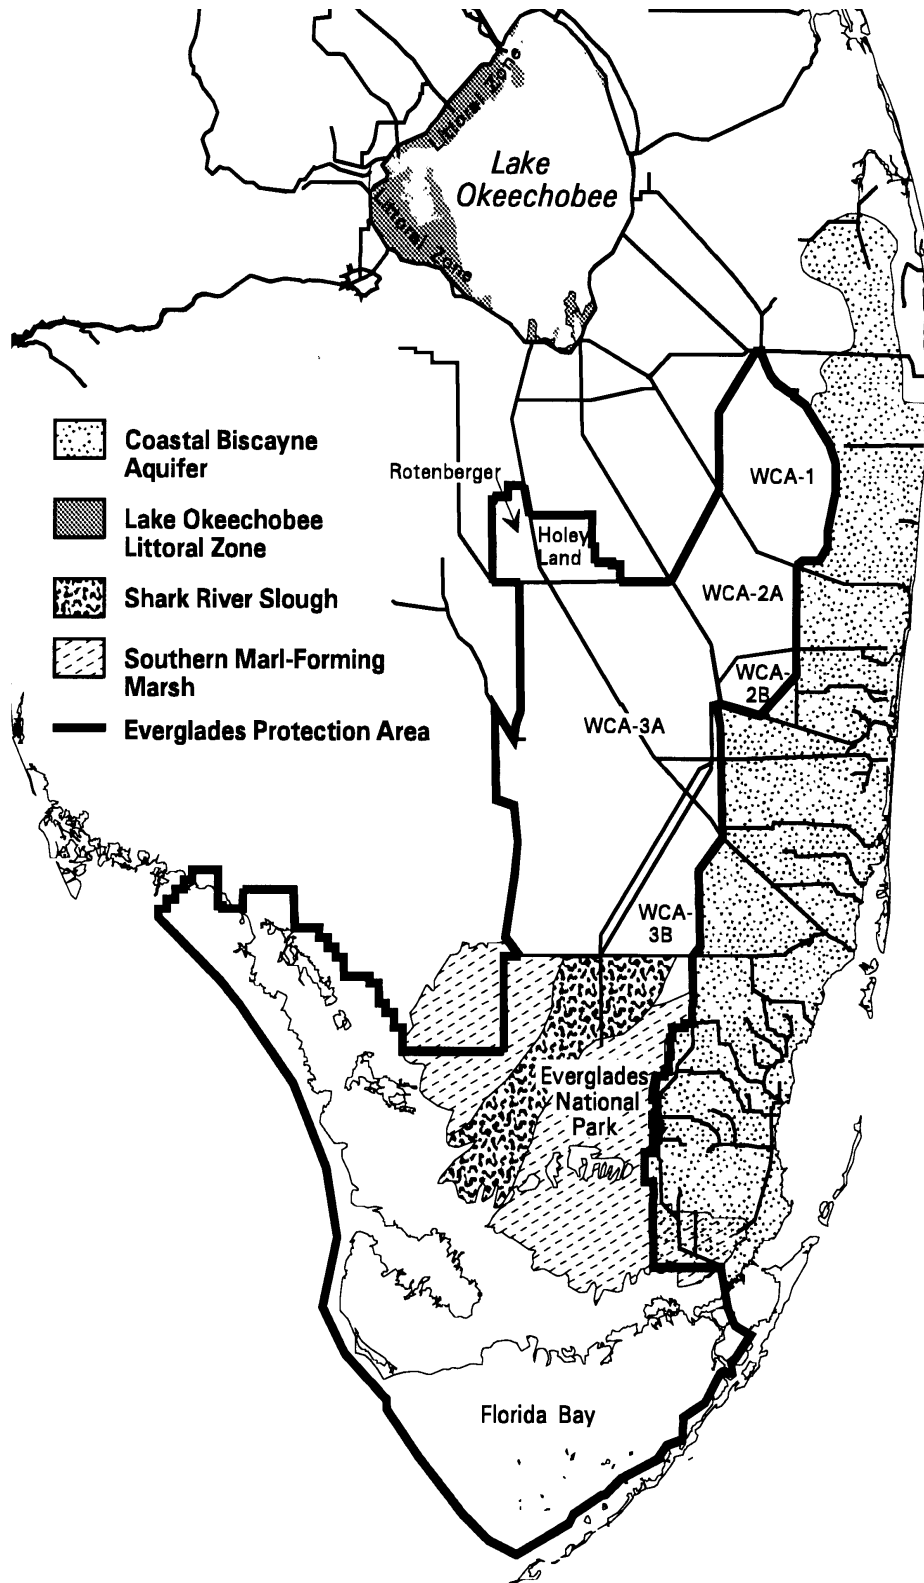 Littoral Zone
Lake
Okeechobee
Littoral Zone
Coastal Biscayne
Aquifer
Rotenberger
WCA-1
Lake Okeechobee
Littoral Zone
Holey
Land
Shark River Slough
WCA-2A
Southern Marl-Forming
Marsh
WCA-
2B
Everglades Protection Area
WCA-3A
WCA-
3B
Everglades
National
Park
Florida Bay